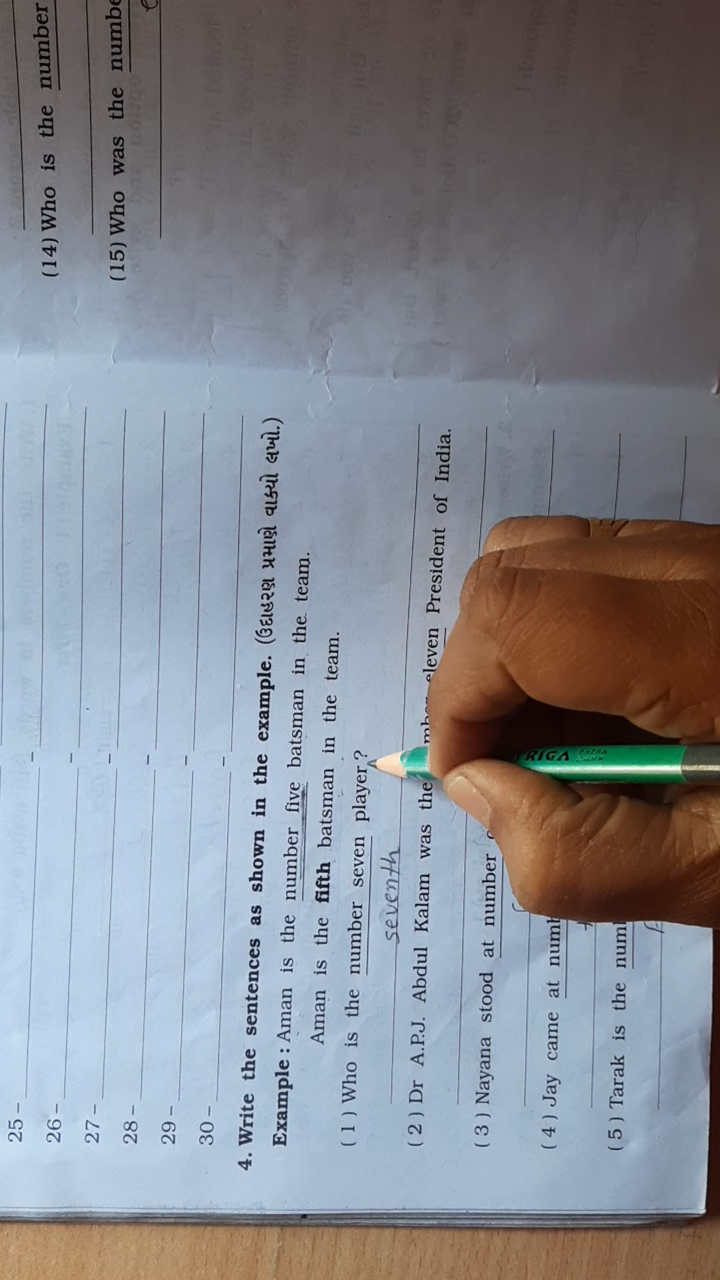 25 –
26 – –
27 – –
28 – –
29 – –
30 – –
4. Write the sentences as shown in the example. (ઉદાહરણ પ્રમાણે વાક્યો લખો.)
Example : Aman is the number five batsman in the team.
Aman is the fifth batsman in the team.
( 1 ) Who is the number seven player ?
seventh
( 2 ) Dr A.P.J. Abdul Kalam was the eleven President of India.
( 3 ) Nayana stood at number
( 4 ) Jay came at
( 5 ) Tarak is the
(14) Who is the number
(15) Who was the